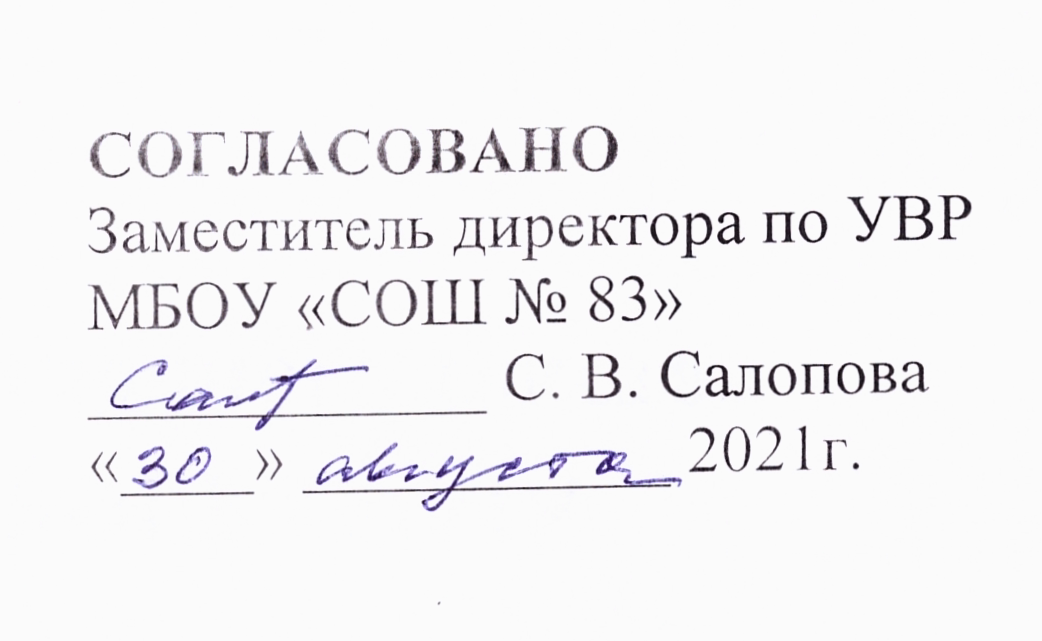 СОГЛАСОВАНО
Заместитель директора по УВР
МБОУ «СОШ № 83»
С. В. Салопова
«30» августа 2021г.